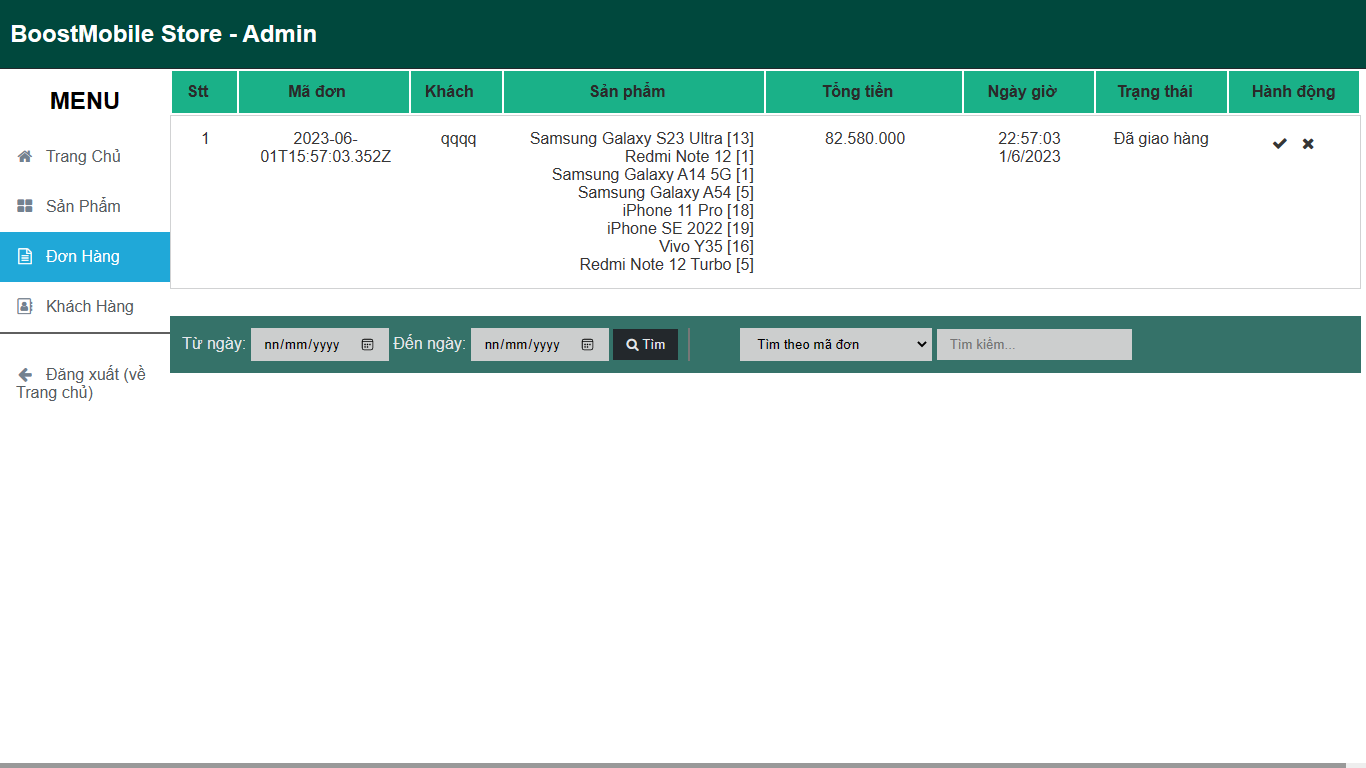 BoostMobile Store - Admin
MENU
Trang Chủ
Sản Phẩm
Đơn Hàng
Khách Hàng
Đăng xuất (về
Trang chủ)
Stt Mã đơn Khách Sản phẩm Tổng tiền Ngày giờ Trạng thái Hành động
1 2023-06- qqqq Samsung Galaxy S23 Ultra [13] 82.580.000 22:57:03 Đã giao hàng
01T15:57:03.352Z Redmi Note 12 [1] 1/6/2023
Samsung Galaxy A14 5G [1]
Samsung Galaxy A54 [5]
iPhone 11 Pro [18]
iPhone SE 2022 [19]
Vivo Y35 [16]
Redmi Note 12 Turbo [5]
Từ ngày: nn/mm/yyyy Đến ngày: nn/mm/yyyy Tìm Tìm theo mã đơn Tìm kiếm...